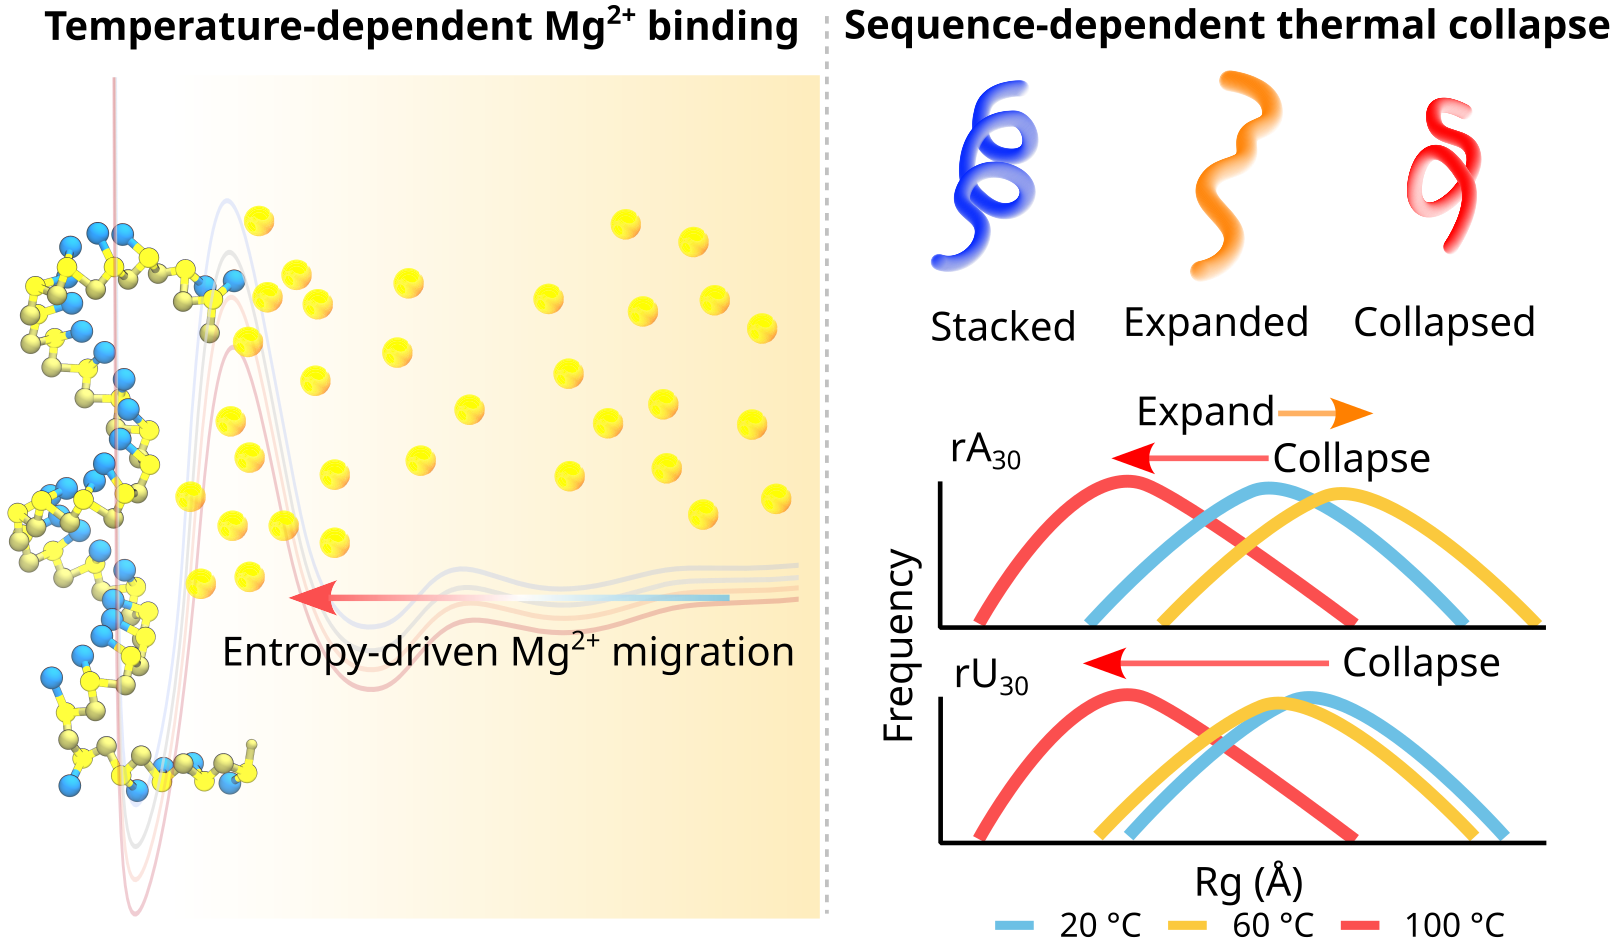 Temperature-dependent Mg²⁺ binding
Entropy-driven Mg²⁺ migration
Sequence-dependent thermal collapse
Stacked
Expanded
Collapsed
Expand
rA₃₀
Collapse
rU₃₀
Collapse
Frequency
Rg (Å)
20 °C
60 °C
100 °C